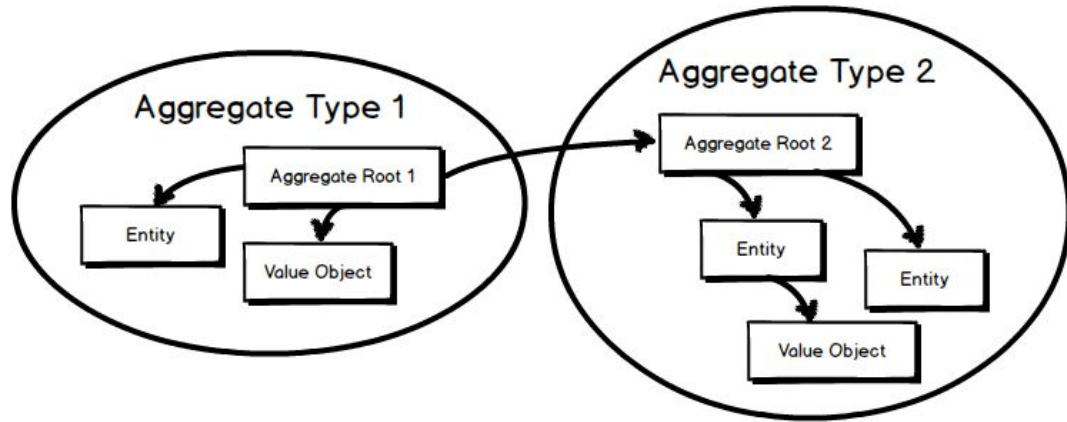 Aggregate Type 1
Aggregate Root 1
Entity
Value Object
Aggregate Type 2
Aggregate Root 2
Entity
Entity
Value Object